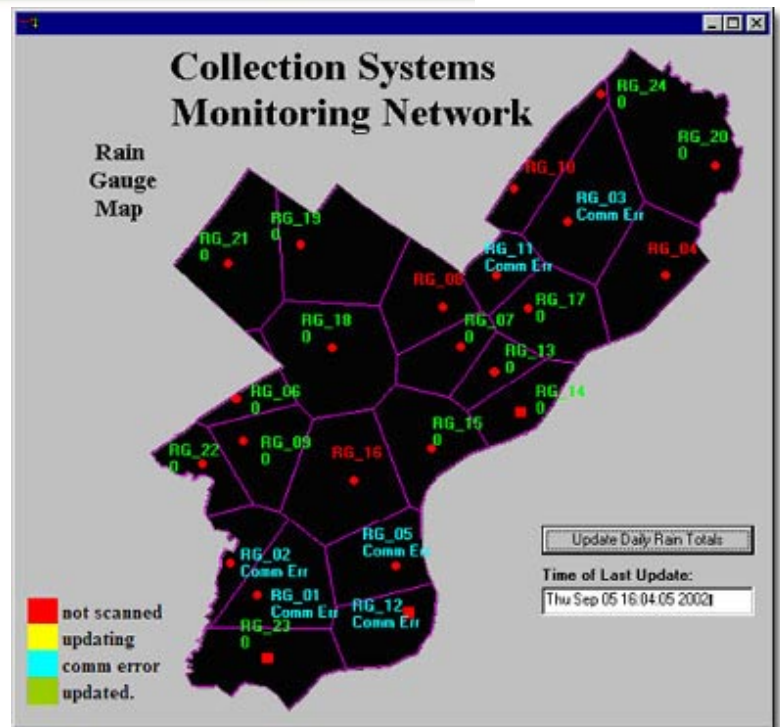 Collection Systems
Monitoring Network
Rain
Gauge
Map
RG_24
0
RG_20
0
RG_10
RG_03
Comm Err
RG_19
0
RG_21
0
RG_11
Comm Err
RG_04
RG_08
RG_17
0
RG_18
0
RG_07
0
RG_13
0
RG_06
0
RG_14
0
RG_15
0
RG_09
0
RG_22
0
RG_16
RG_05
Comm Er
RG_02
Comm Err
RG_01
Comm Err
RG_12
Comm Err
RG_23
0
Update Daily Rain Totals
Time of Last Update:
Thu Sep 05 16:04:05 2002
not scanned
updating
comm error
updated.